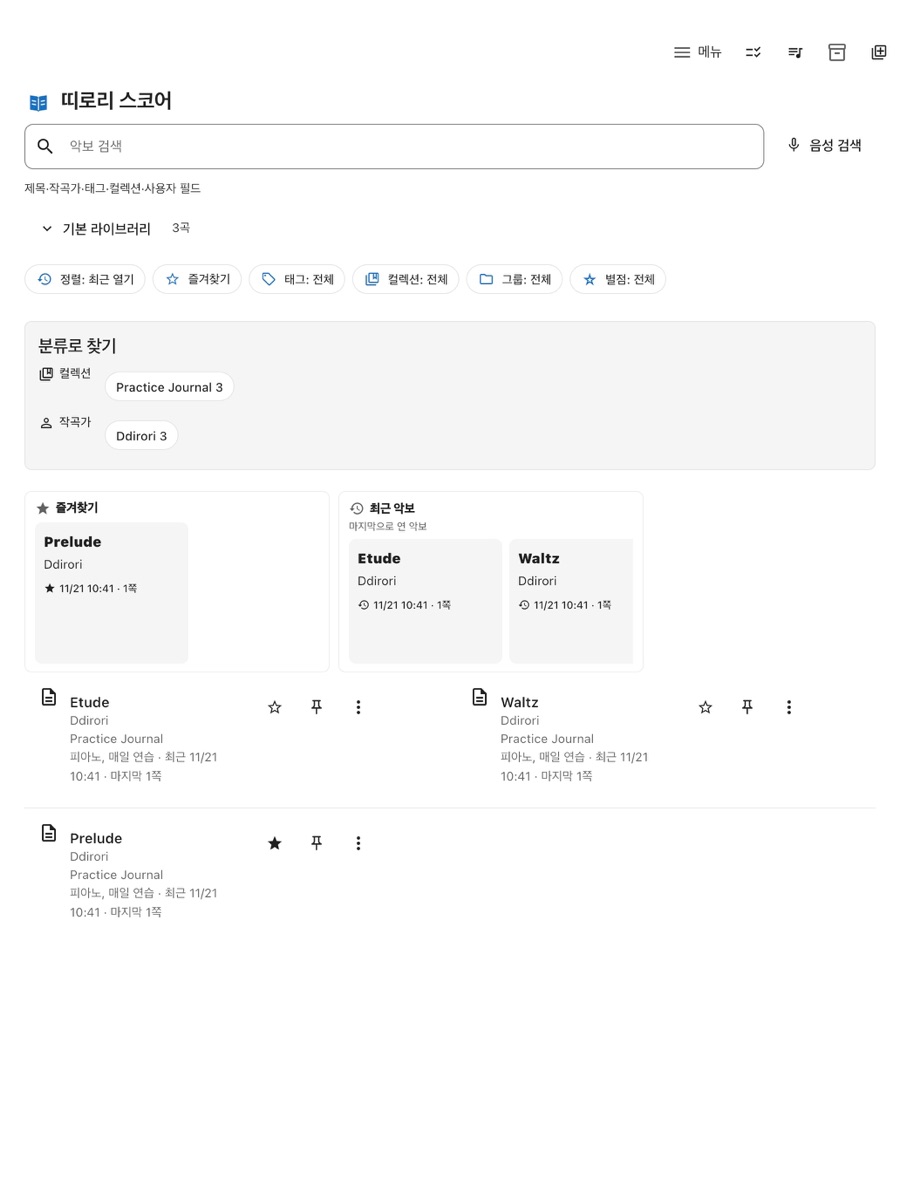 메뉴
띠로리 스코어
악보 검색
음성 검색
제목·작곡가·태그·컬렉션·사용자 필드
기본 라이브러리 3곡
정렬: 최근 열기 즐겨찾기 태그: 전체 컬렉션: 전체 그룹: 전체 별점: 전체
분류로 찾기
컬렉션
Practice Journal 3
작곡가
Ddirori 3
즐겨찾기
Prelude
Ddirori
11/21 10:41 · 1쪽
최근 악보
마지막으로 연 악보
Etude
Ddirori
11/21 10:41 · 1쪽
Waltz
Ddirori
11/21 10:41 · 1쪽
Etude
Ddirori
Practice Journal
피아노, 매일 연습 · 최근 11/21
10:41 · 마지막 1쪽
Waltz
Ddirori
Practice Journal
피아노, 매일 연습 · 최근 11/21
10:41 · 마지막 1쪽
Prelude
Ddirori
Practice Journal
피아노, 매일 연습 · 최근 11/21
10:41 · 마지막 1쪽